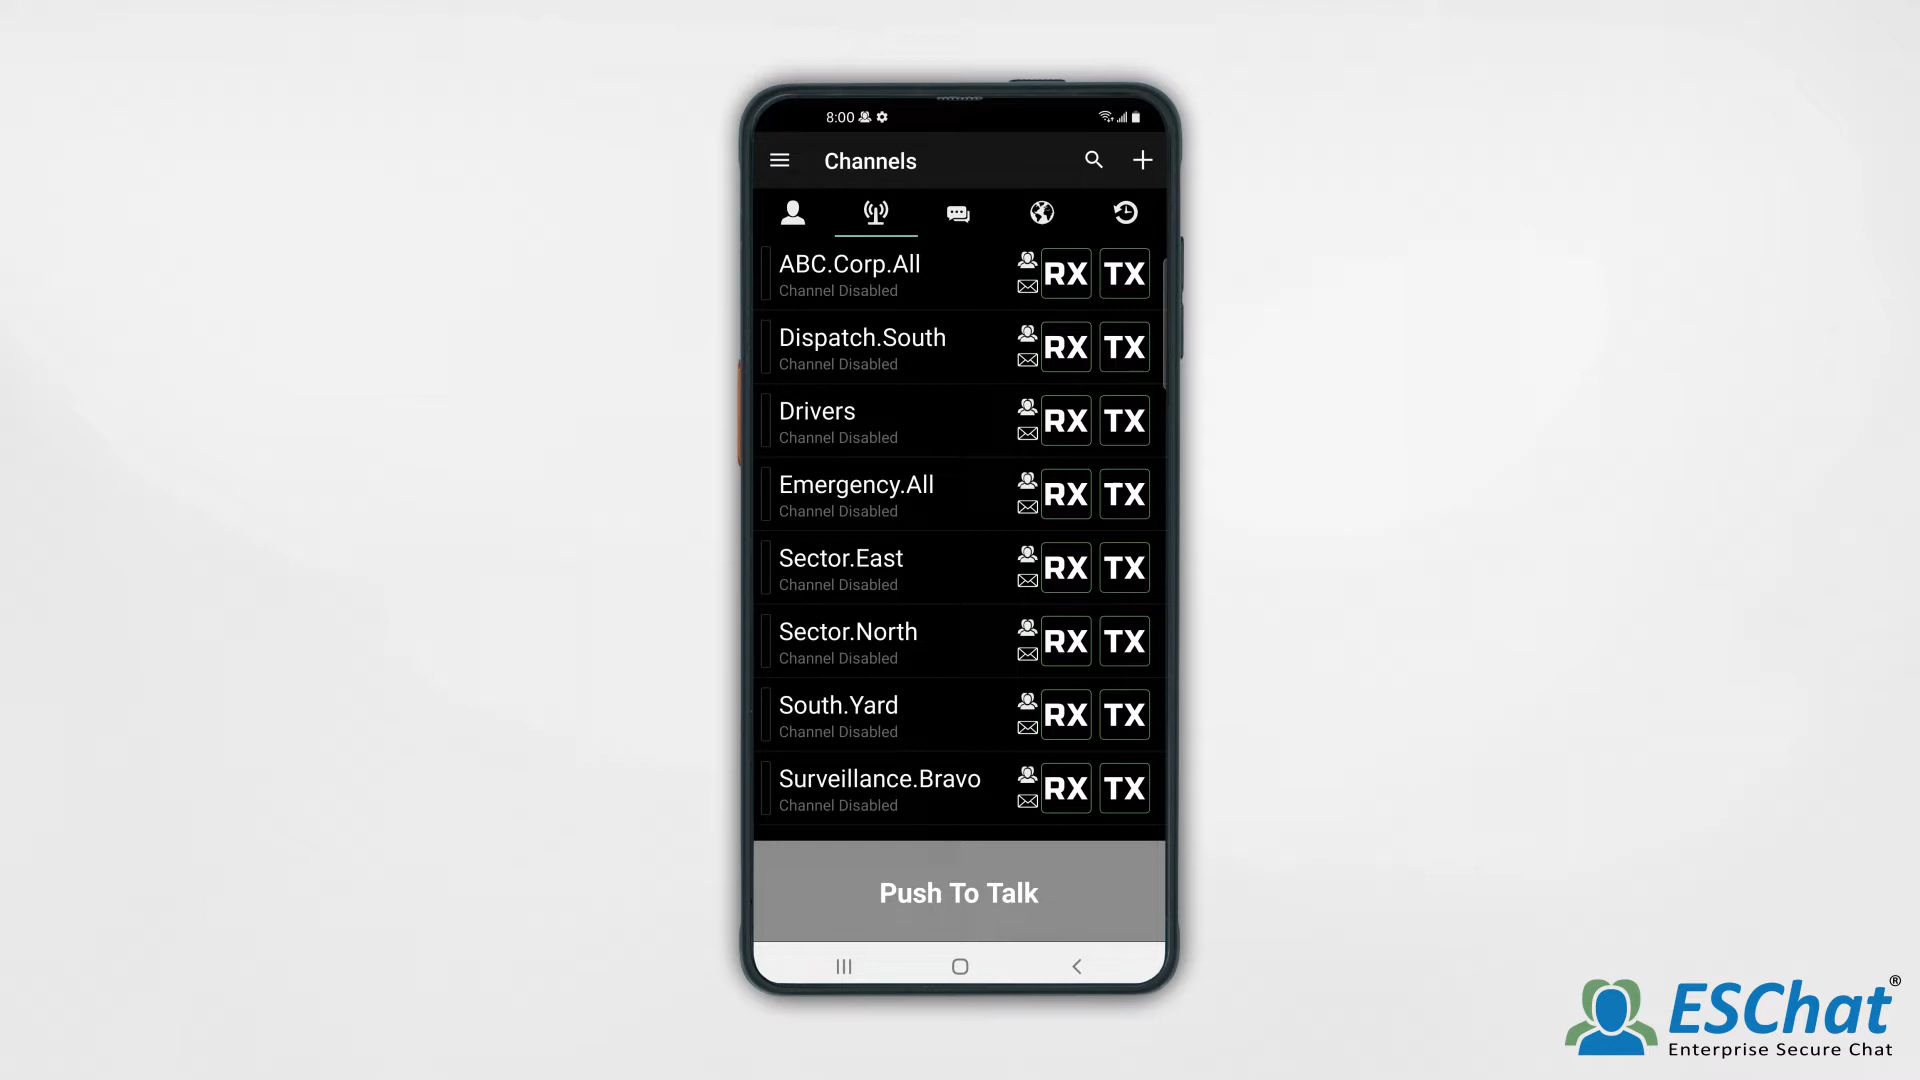 8:00
Channels
ABC.Corp.All
Channel Disabled
RX TX
Dispatch.South
Channel Disabled
RX TX
Drivers
Channel Disabled
RX TX
Emergency.All
Channel Disabled
RX TX
Sector.East
Channel Disabled
RX TX
Sector.North
Channel Disabled
RX TX
South.Yard
Channel Disabled
RX TX
Surveillance.Bravo
Channel Disabled
RX TX
Push To Talk
ESChat®
Enterprise Secure Chat